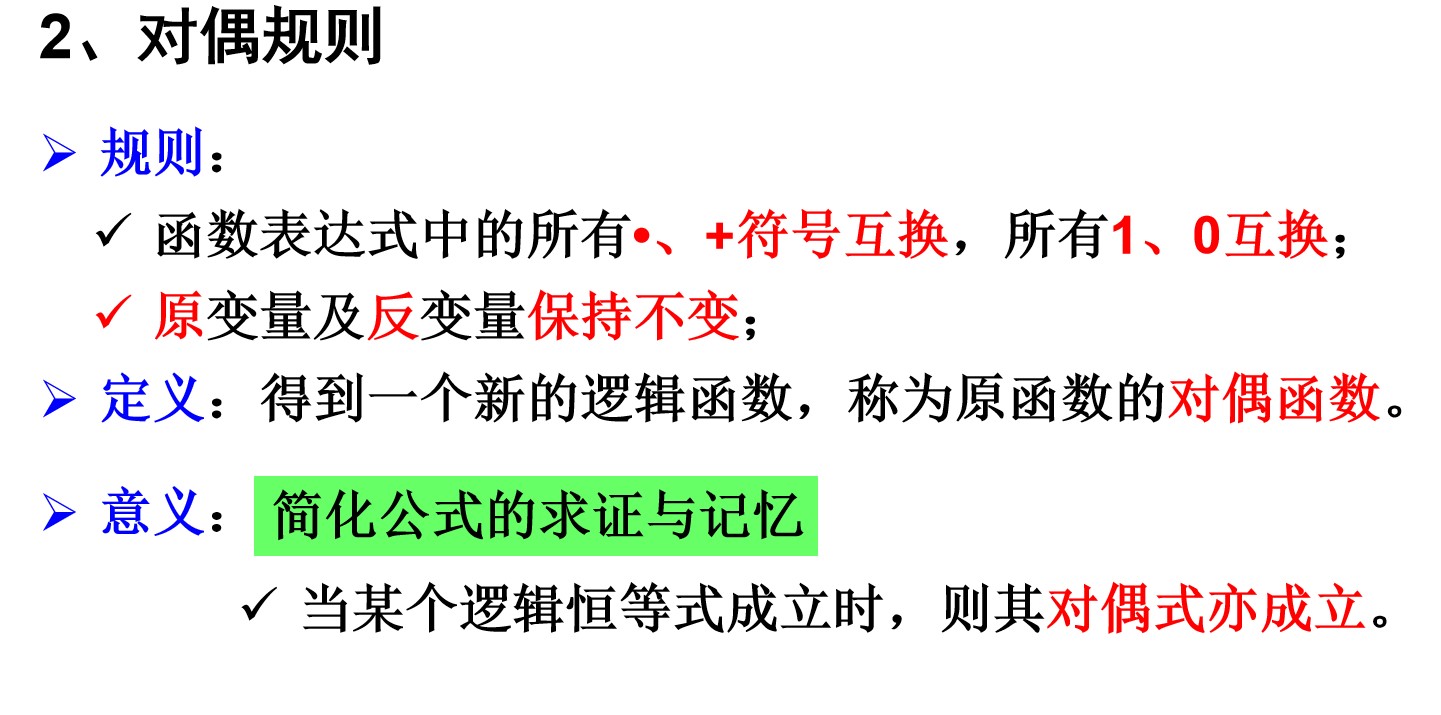 2、对偶规则
规则：
函数表达式中的所有•、+符号互换，所有1、0互换；
原变量及反变量保持不变；
定义：得到一个新的逻辑函数，称为原函数的对偶函数。
意义：简化公式的求证与记忆
当某个逻辑恒等式成立时，则其对偶式亦成立。